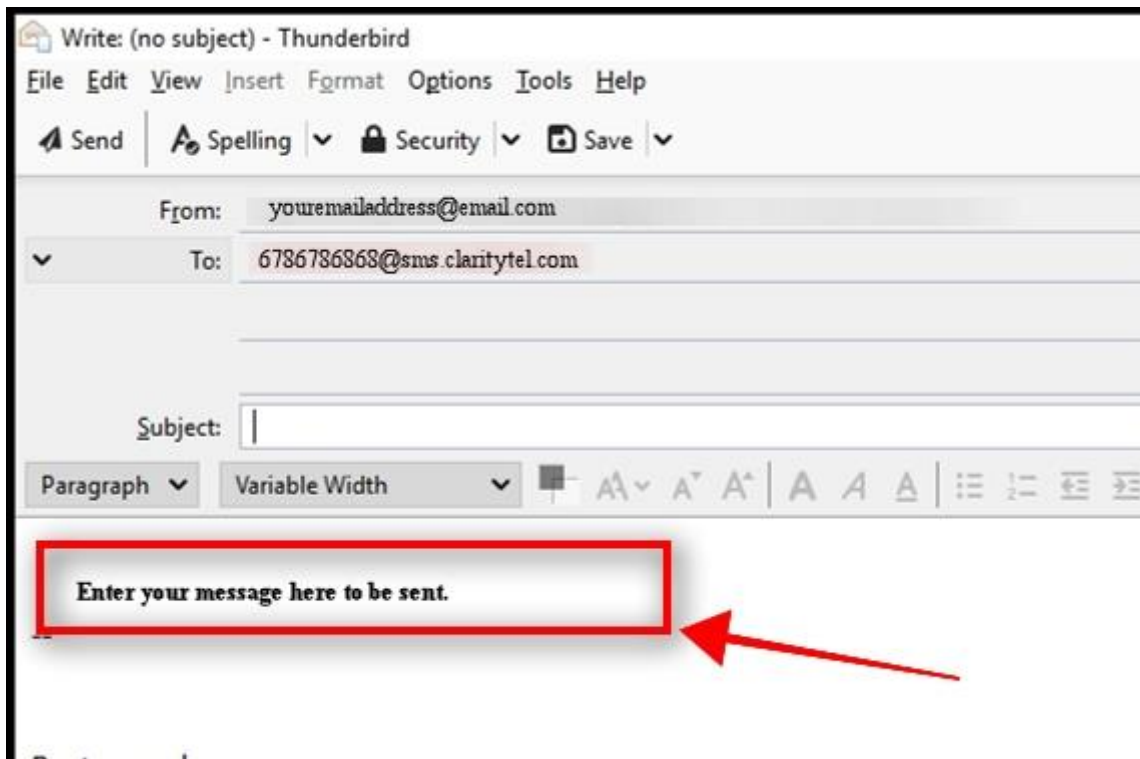 Write: (no subject) - Thunderbird
File Edit View Insert Format Options Tools Help
Send Spelling Security Save
From: youremailaddress@email.com
To: 6786786868@sms.claritytel.com
Subject:
Paragraph Variable Width
Enter your message here to be sent.